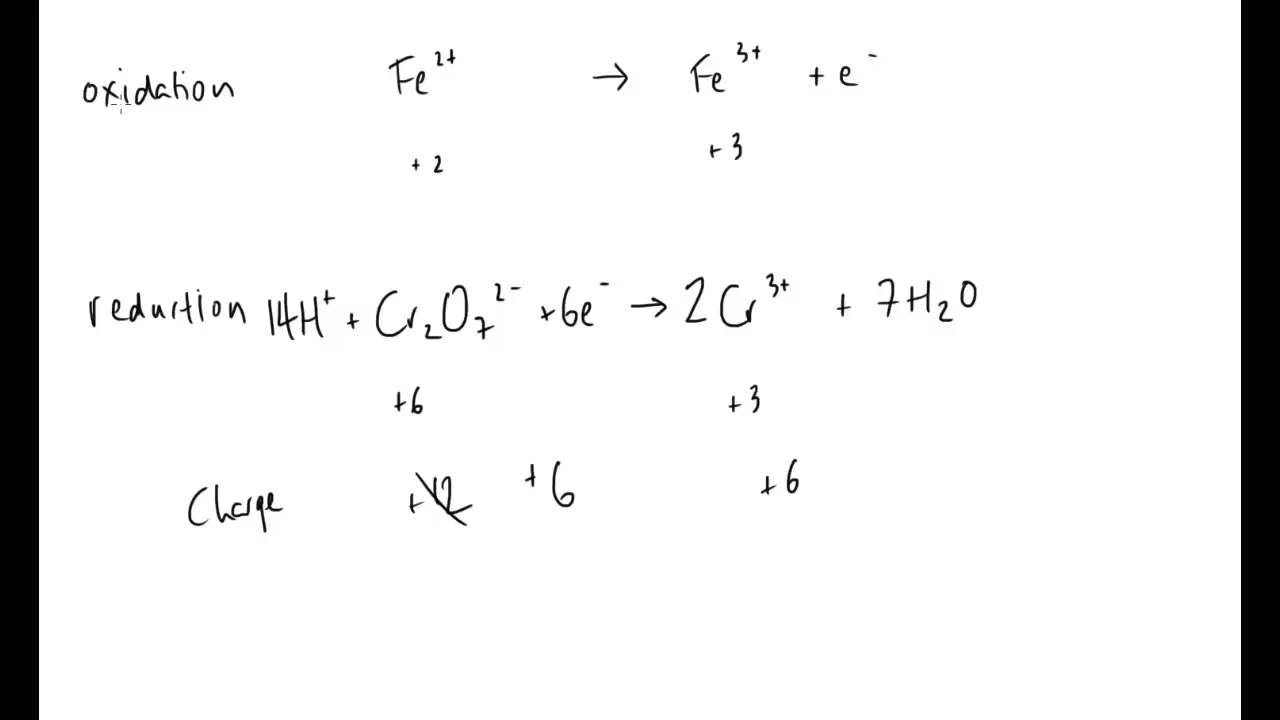 oxidation Fe²⁺ → Fe³⁺ + e⁻
+2 +3
reduction 14H⁺ + Cr₂O₇²⁻ +6e⁻ → 2Cr³⁺ + 7H₂O
+6 +3
Charge +12 +6 +6